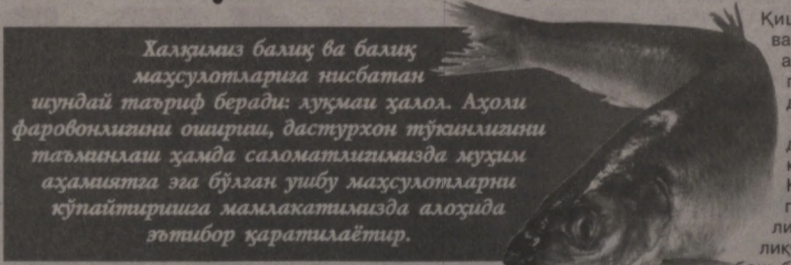 Халқимиз балиқ ва балиқ
маҳсулотларига нисбатан
шундай таъриф беради: луқмаи ҳалол. Аҳоли
фаровонлигини ошириш, дастурхон тўкинлигини
таъминлаш ҳамда саломатлигимизда муҳим
аҳамиятга эга бўлган ушбу маҳсулотларни
кўпайтиришга мамлакатимизда алоҳида
эътибор қаратилаётир.